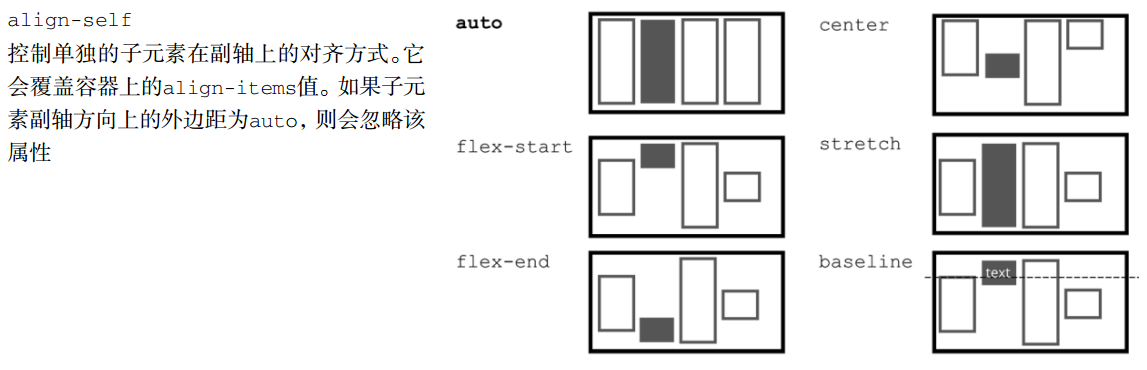 align-self
控制单独的子元素在副轴上的对齐方式。它
会覆盖容器上的align-items值。如果子元
素副轴方向上的外边距为auto，则会忽略该
属性
auto
center
flex-start
stretch
flex-end
baseline
text